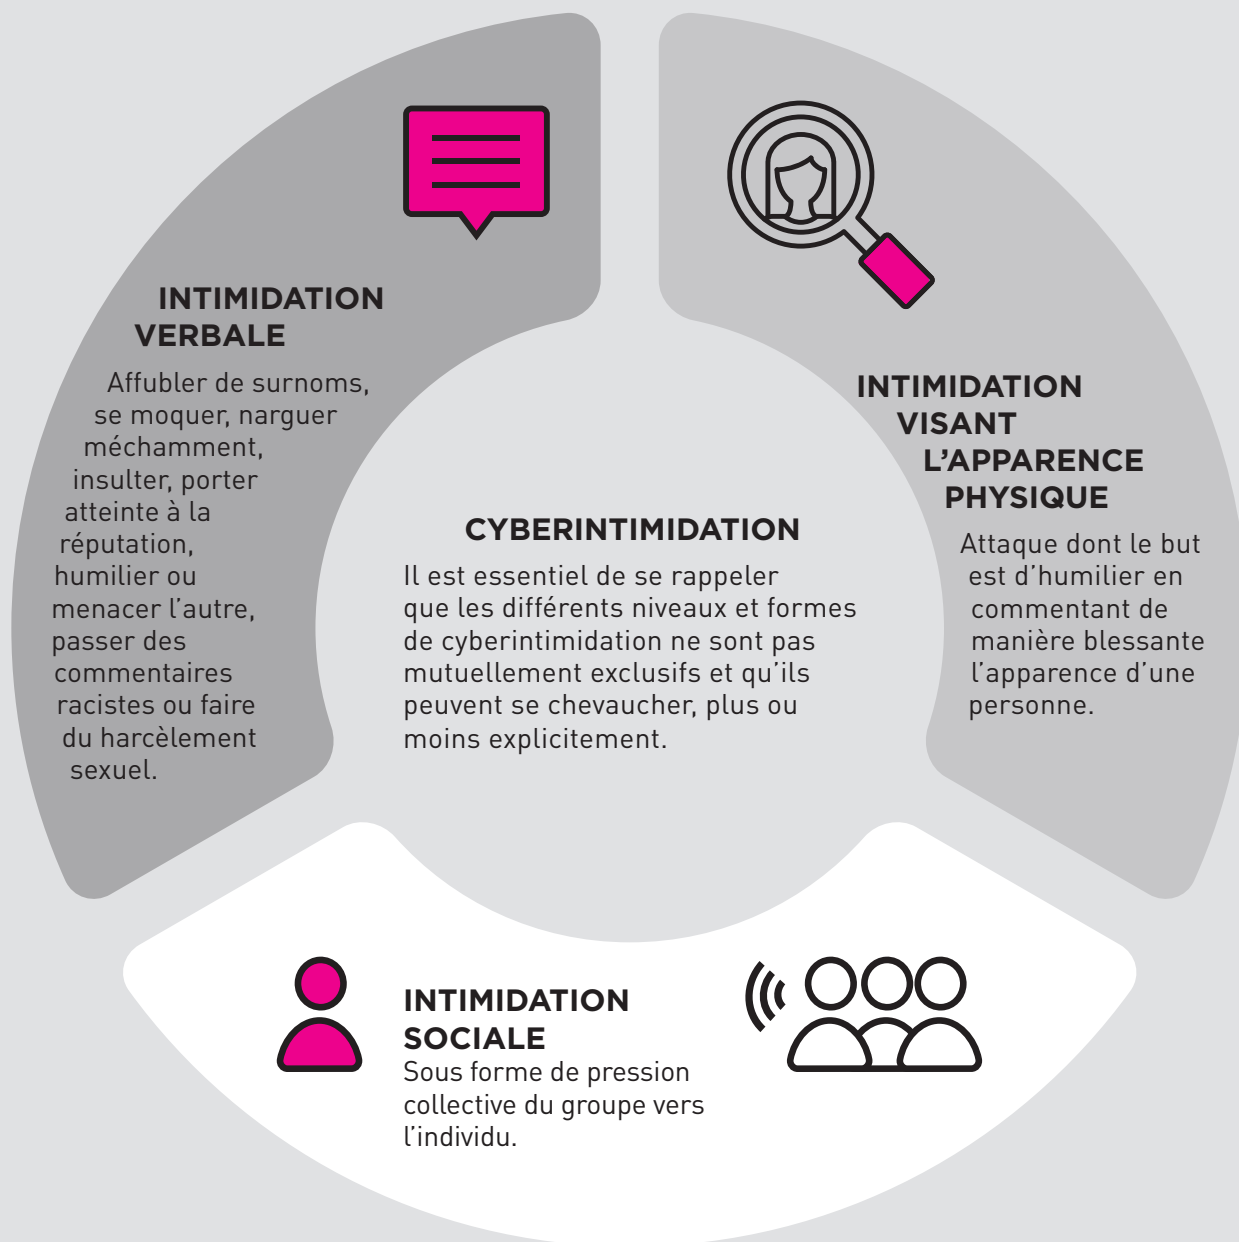 INTIMIDATION
VERBALE
Affubler de surnoms,
se moquer, narguer
méchamment,
insulter, porter
atteinte à la
réputation,
humilier ou
menacer l’autre,
passer des
commentaires
racistes ou faire
du harcèlement
sexuel.
INTIMIDATION
VISANT
L’APPARENCE
PHYSIQUE
Attaque dont le but
est d’humilier en
commentant de
manière blessante
l’apparence d’une
personne.
CYBERINTIMIDATION
Il est essentiel de se rappeler
que les différents niveaux et formes
de cyberintimidation ne sont pas
mutuellement exclusifs et qu’ils
peuvent se chevaucher, plus ou
moins explicitement.
INTIMIDATION
SOCIALE
Sous forme de pression
collective du groupe vers
l’individu.